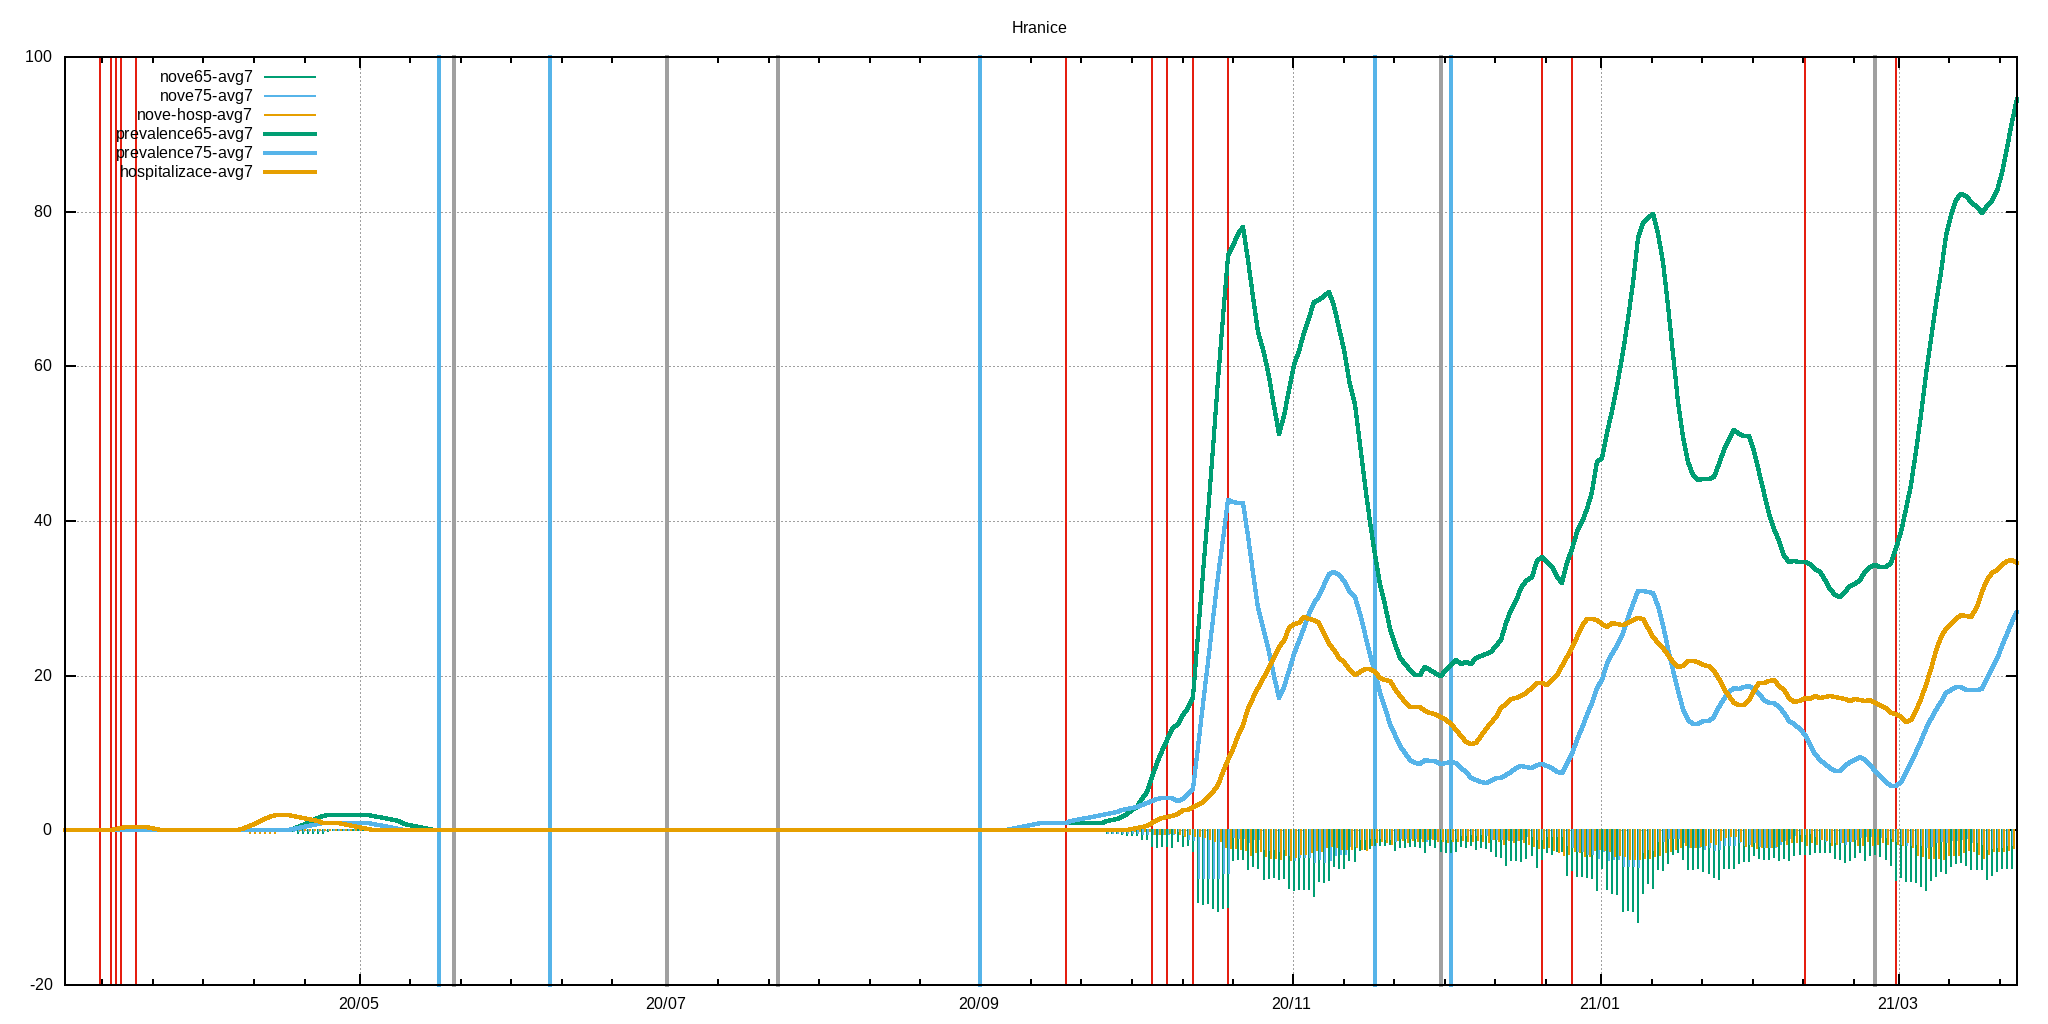 Hranice
100
80
60
40
20
0
-20
nove65-avg7
nove75-avg7
nove-hosp-avg7
prevalence65-avg7
prevalence75-avg7
hospitalizace-avg7
20/05
20/07
20/09
20/11
21/01
21/03